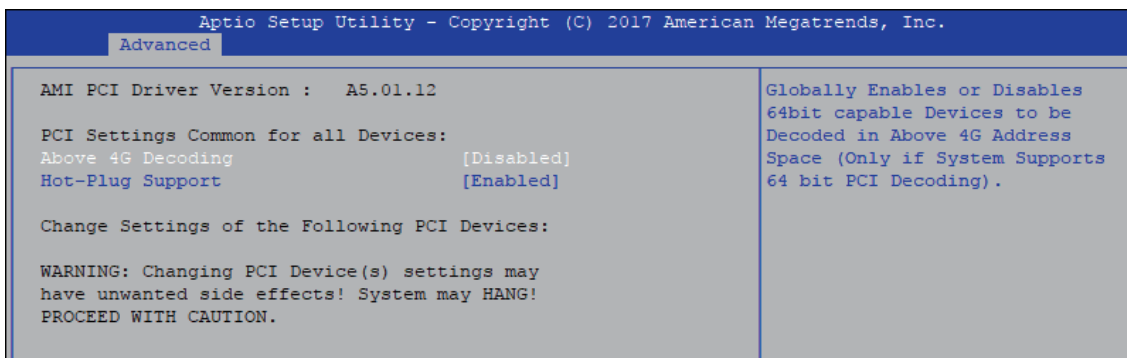 Aptio Setup Utility - Copyright (C) 2017 American Megatrends, Inc.
Advanced
AMI PCI Driver Version :   A5.01.12
PCI Settings Common for all Devices:
Above 4G Decoding   [Disabled]
Hot-Plug Support   [Enabled]
Change Settings of the Following PCI Devices:
WARNING: Changing PCI Device(s) settings may
have unwanted side effects! System may HANG!
PROCEED WITH CAUTION.
Globally Enables or Disables
64bit capable Devices to be
Decoded in Above 4G Address
Space (Only if System Supports
64 bit PCI Decoding).